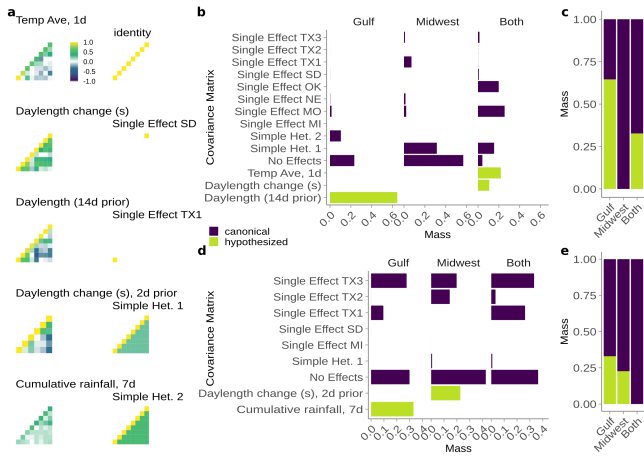 a
Temp Ave, 1d
identity
1.0
0.5
0.0
-0.5
-1.0
Daylength change (s)
Single Effect SD
Daylength (14d prior)
Single Effect TX1
Daylength change (s), 2d prior
Simple Het. 1
Cumulative rainfall, 7d
Simple Het. 2
b
Gulf Midwest Both
Covariance Matrix
Single Effect TX3
Single Effect TX2
Single Effect TX1
Single Effect SD
Single Effect OK
Single Effect NE
Single Effect MO
Single Effect MI
Simple Het. 2
Simple Het. 1
No Effects
Temp Ave, 1d
Daylength change (s)
Daylength (14d prior)
0.0 0.2 0.4 0.6 0.0 0.2 0.4 0.6 0.0 0.2 0.4 0.6
Mass
canonical
hypothesized
c
Mass
1.00
0.75
0.50
0.25
0.00
Gulf Midwest Both
d
Gulf Midwest Both
Covariance Matrix
Single Effect TX3
Single Effect TX2
Single Effect TX1
Single Effect SD
Single Effect MI
Simple Het. 1
No Effects
Daylength change (s), 2d prior
Cumulative rainfall, 7d
0.0 0.1 0.2 0.3 0.4 0.0 0.1 0.2 0.3 0.4 0.0 0.1 0.2 0.3 0.4
Mass
e
Mass
1.00
0.75
0.50
0.25
0.00
Gulf Midwest Both